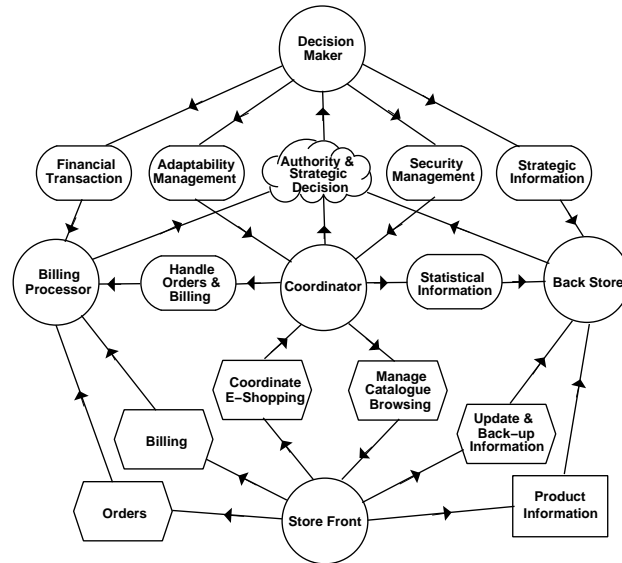 Decision
Maker
Financial
Transaction
Adaptability
Management
Authority &
Strategic
Decision
Security
Management
Strategic
Information
Billing
Processor
Handle
Orders &
Billing
Coordinator
Statistical
Information
Back Store
Coordinate
E−Shopping
Manage
Catalogue
Browsing
Billing
Update &
Back−up
Information
Orders
Store Front
Product
Information